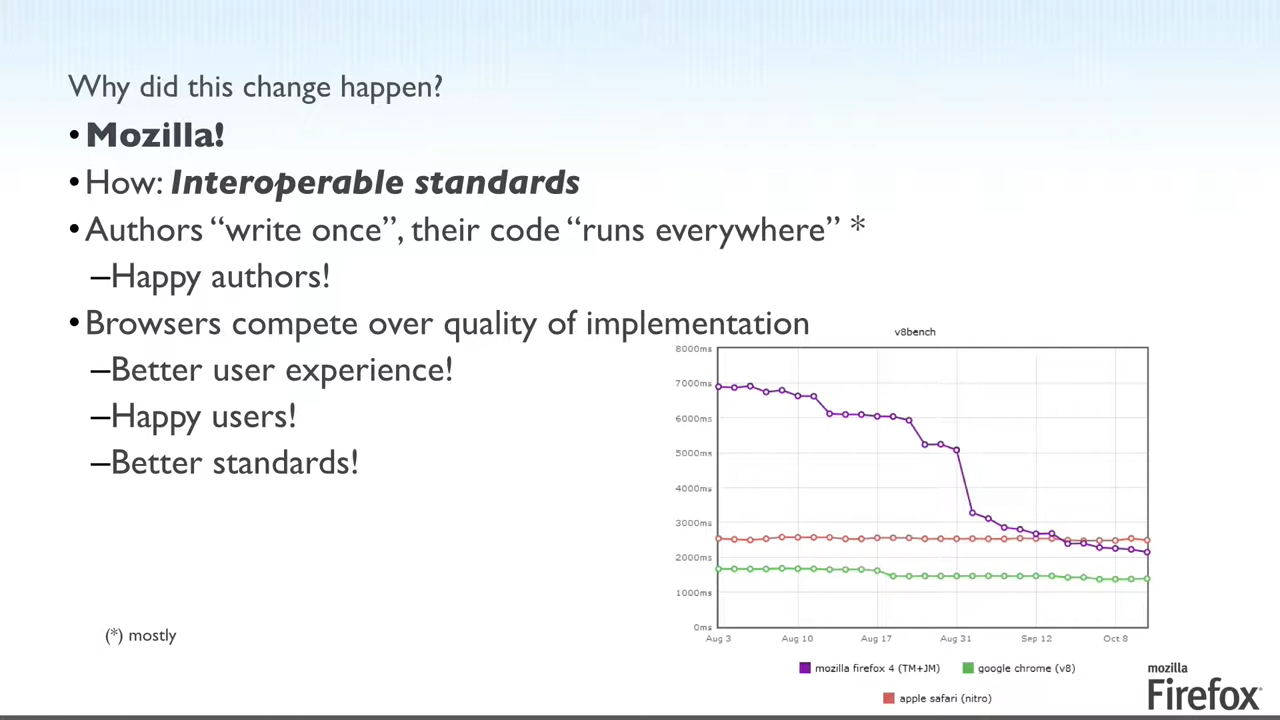 Why did this change happen?
•Mozilla!
•How: Interoperable standards
•Authors “write once”, their code “runs everywhere” *
–Happy authors!
•Browsers compete over quality of implementation
–Better user experience!
–Happy users!
–Better standards!
v8bench
8000ms
7000ms
6000ms
5000ms
4000ms
3000ms
2000ms
1000ms
0ms
Aug 3 Aug 10 Aug 17 Aug 31 Sep 12 Oct 8
mozilla firefox 4 (TM+JM) google chrome (v8)
apple safari (nitro)
(*) mostly
mozilla
Firefox